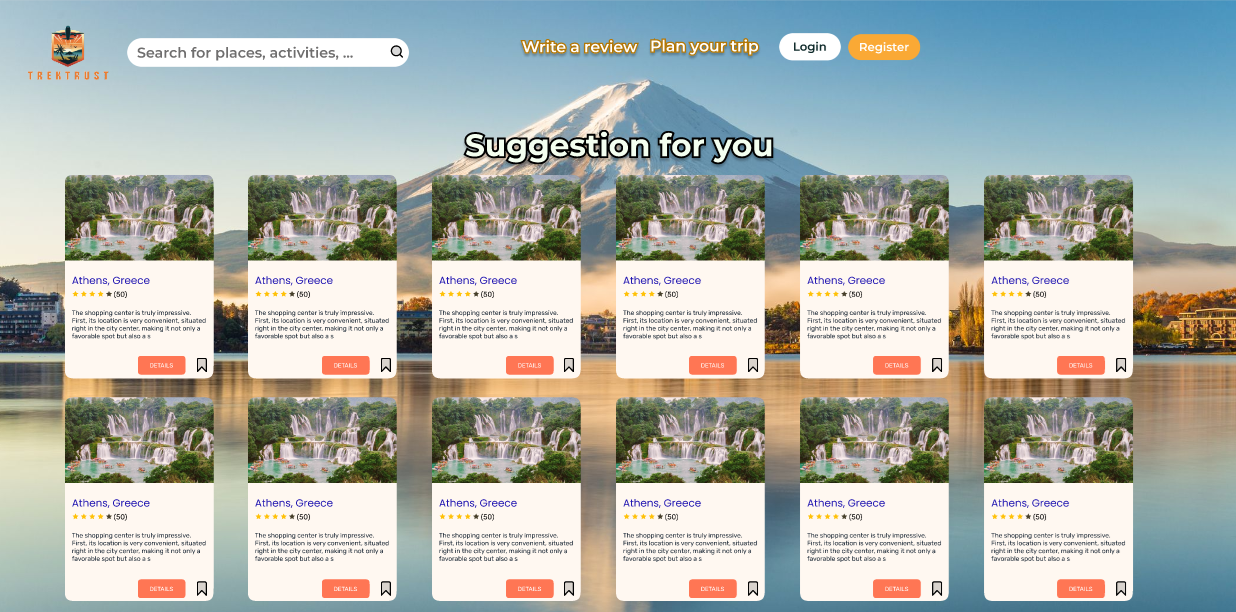 TREKTRUST
Search for places, activities, ...
Write a review
Plan your trip
Login
Register
Suggestion for you
Athens, Greece
(50)
The shopping center is truly impressive.
First, its location is very convenient, situated
right in the city center, making it not only a
favorable spot but also a s
DETAILS
Athens, Greece
(50)
The shopping center is truly impressive.
First, its location is very convenient, situated
right in the city center, making it not only a
favorable spot but also a s
DETAILS
Athens, Greece
(50)
The shopping center is truly impressive.
First, its location is very convenient, situated
right in the city center, making it not only a
favorable spot but also a s
DETAILS
Athens, Greece
(50)
The shopping center is truly impressive.
First, its location is very convenient, situated
right in the city center, making it not only a
favorable spot but also a s
DETAILS
Athens, Greece
(50)
The shopping center is truly impressive.
First, its location is very convenient, situated
right in the city center, making it not only a
favorable spot but also a s
DETAILS
Athens, Greece
(50)
The shopping center is truly impressive.
First, its location is very convenient, situated
right in the city center, making it not only a
favorable spot but also a s
DETAILS
Athens, Greece
(50)
The shopping center is truly impressive.
First, its location is very convenient, situated
right in the city center, making it not only a
favorable spot but also a s
DETAILS
Athens, Greece
(50)
The shopping center is truly impressive.
First, its location is very convenient, situated
right in the city center, making it not only a
favorable spot but also a s
DETAILS
Athens, Greece
(50)
The shopping center is truly impressive.
First, its location is very convenient, situated
right in the city center, making it not only a
favorable spot but also a s
DETAILS
Athens, Greece
(50)
The shopping center is truly impressive.
First, its location is very convenient, situated
right in the city center, making it not only a
favorable spot but also a s
DETAILS
Athens, Greece
(50)
The shopping center is truly impressive.
First, its location is very convenient, situated
right in the city center, making it not only a
favorable spot but also a s
DETAILS
Athens, Greece
(50)
The shopping center is truly impressive.
First, its location is very convenient, situated
right in the city center, making it not only a
favorable spot but also a s
DETAILS